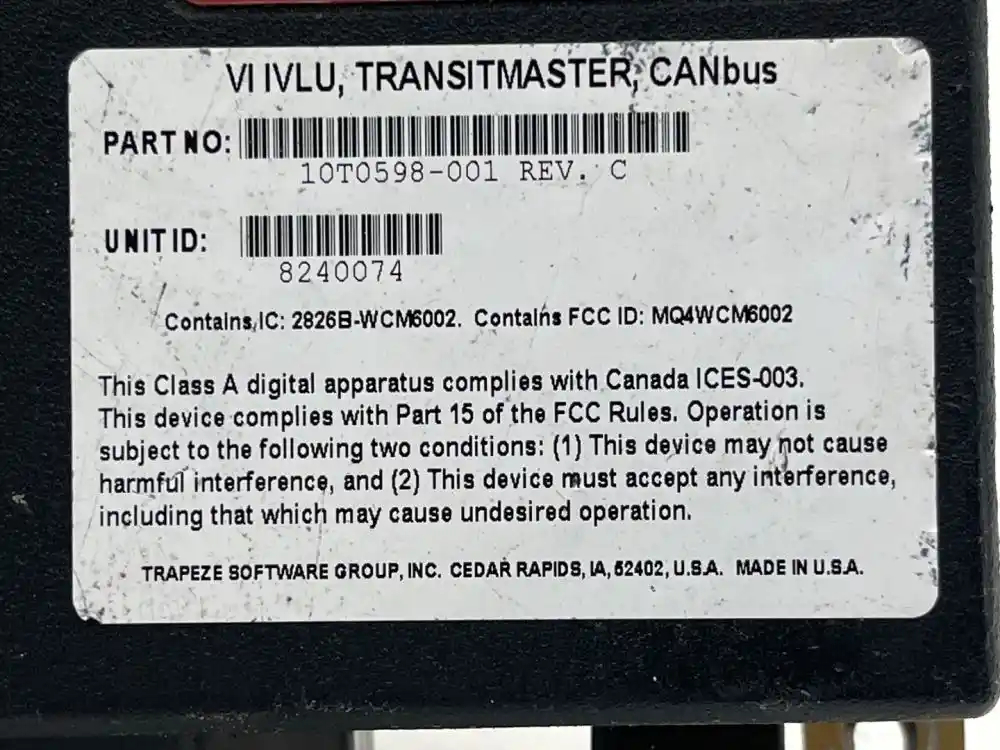 VI IVLU, TRANSITMASTER, CANbus
PART NO:
10T0598-001 REV. C
UNIT ID:
8240074
Contains IC: 2826B-WCM6002. Contains FCC ID: MQ4WCM6002
This Class A digital apparatus complies with Canada ICES-003.
This device complies with Part 15 of the FCC Rules. Operation is
subject to the following two conditions: (1) This device may not cause
harmful interference, and (2) This device must accept any interference,
including that which may cause undesired operation.
TRAPEZE SOFTWARE GROUP, INC. CEDAR RAPIDS, IA, 52402, U.S.A. MADE IN U.S.A.